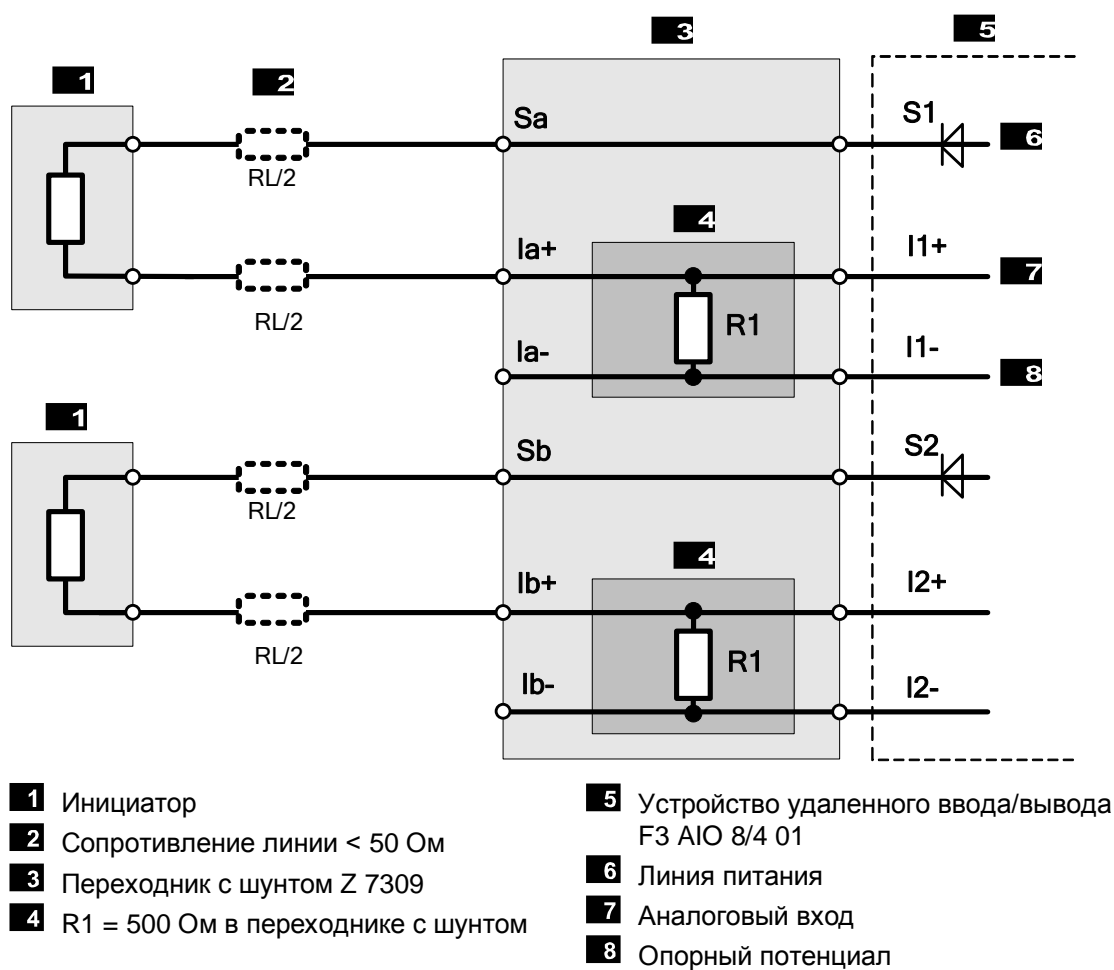 3
5
1
2
Sa
S1
6
RL/2
4
Ia+
I1+
7
R1
RL/2
Ia-
I1-
8
1
Sb
S2
RL/2
4
Ib+
I2+
R1
RL/2
Ib-
I2-
1 Инициатор
2 Сопротивление линии < 50 Ом
3 Переходник с шунтом Z 7309
4 R1 = 500 Ом в переходнике с шунтом
5 Устройство удаленного ввода/вывода
F3 AIO 8/4 01
6 Линия питания
7 Аналоговый вход
8 Опорный потенциал